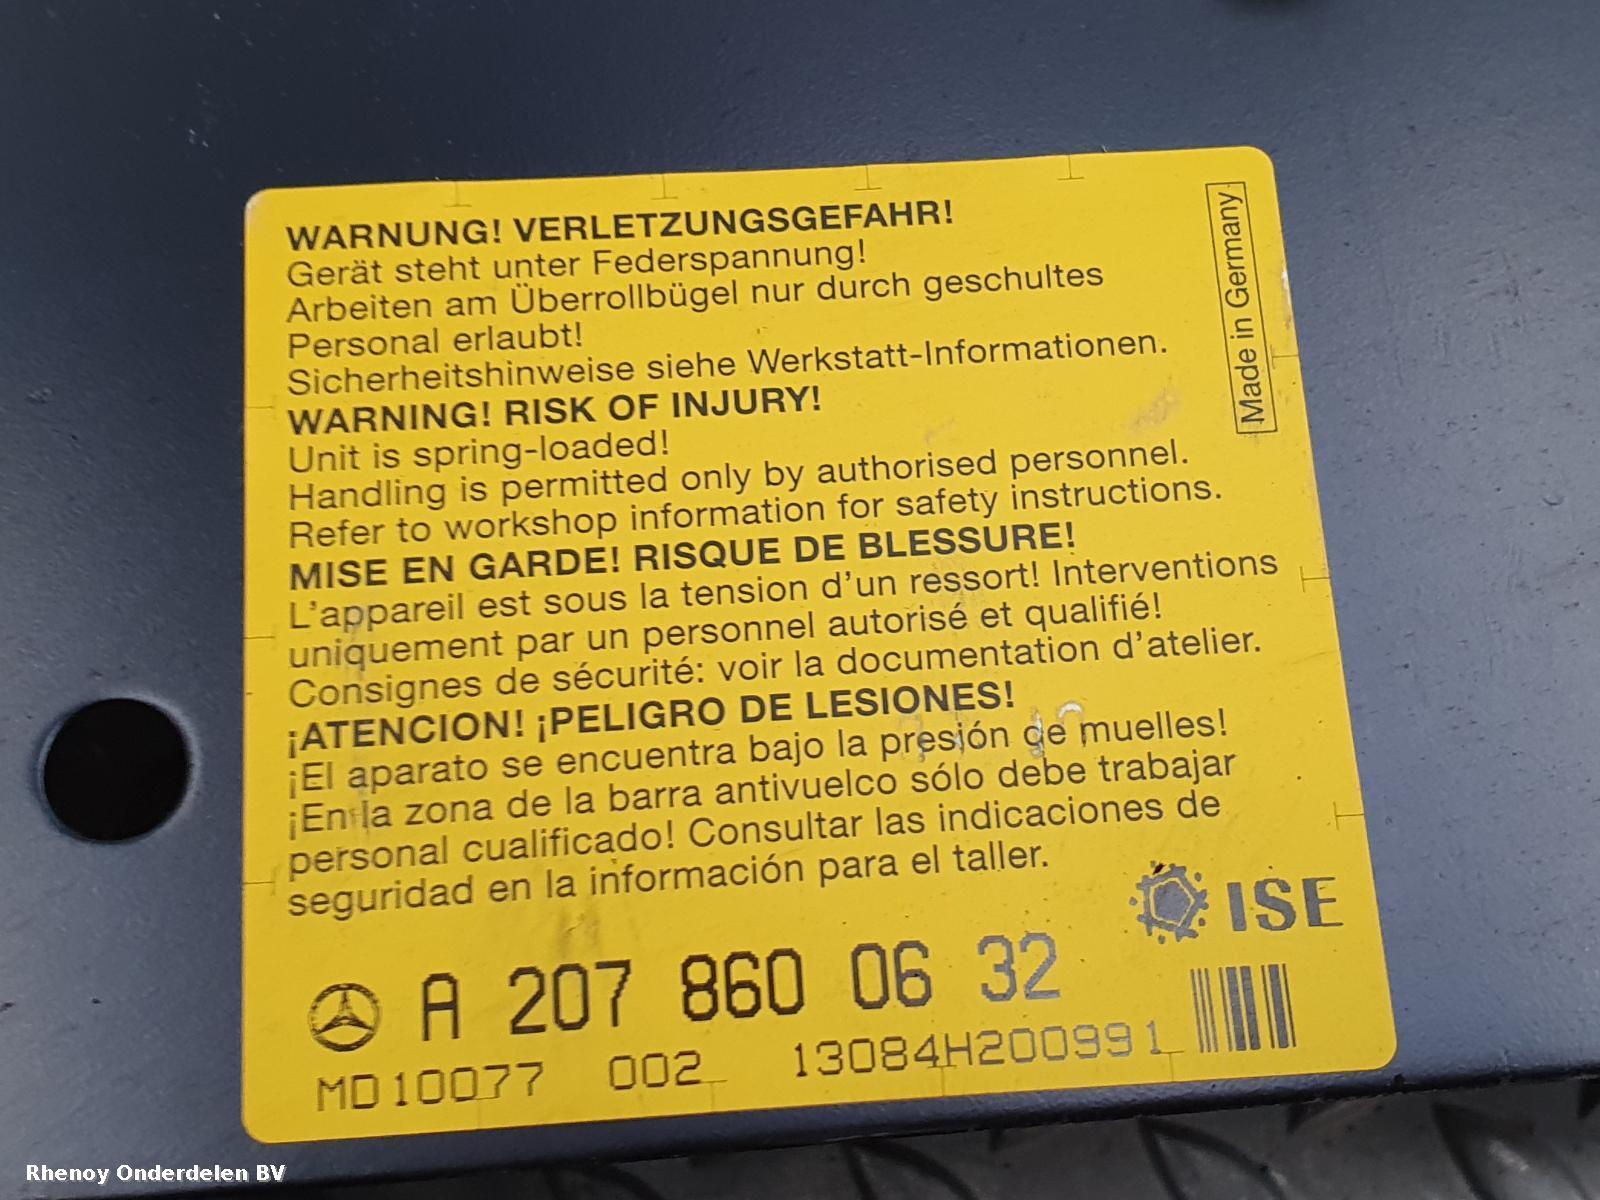 WARNUNG! VERLETZUNGSGEFAHR!
Gerät steht unter Federspannung!
Arbeiten am Überrollbügel nur durch geschultes
Personal erlaubt!
Sicherheitshinweise siehe Werkstatt-Informationen.
WARNING! RISK OF INJURY!
Unit is spring-loaded!
Handling is permitted only by authorised personnel.
Refer to workshop information for safety instructions.
MISE EN GARDE! RISQUE DE BLESSURE!
L'appareil est sous la tension d'un ressort! Interventions
uniquement par un personnel autorisé et qualifié!
Consignes de sécurité: voir la documentation d'atelier.
¡ATENCION! ¡PELIGRO DE LESIONES!
¡El aparato se encuentra bajo la presión de muelles!
¡En la zona de la barra antivuelco sólo debe trabajar
personal cualificado! Consultar las indicaciones de
seguridad en la información para el taller.
Made in Germany
ISE
A 207 860 06 32
MD10077 002 13084H200991
Rhenoy Onderdelen BV